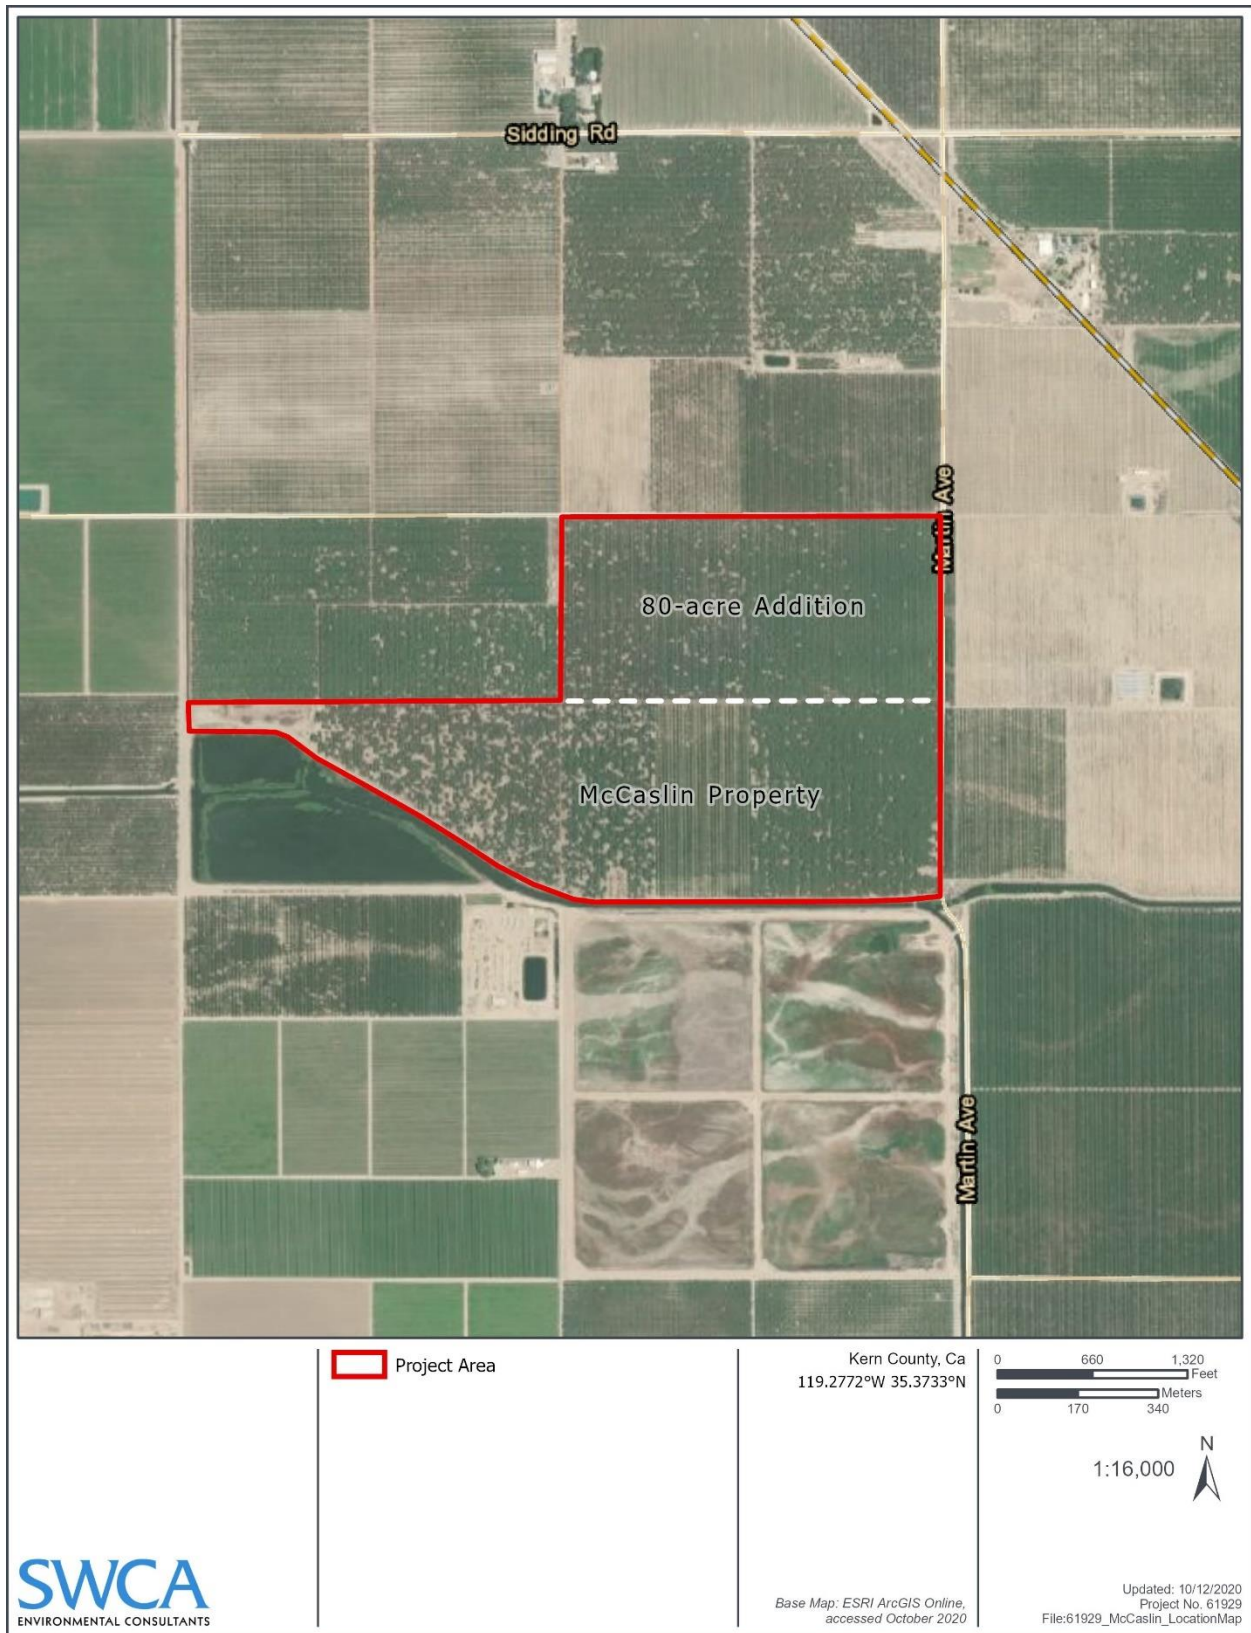 Sidding Rd
Martin Ave
80-acre Addition
McCaslin Property
Martin Ave
Project Area
Kern County, Ca
119.2772°W 35.3733°N
0 660 1,320
Feet
Meters
0 170 340
N
1:16,000
SWCA
ENVIRONMENTAL CONSULTANTS
Base Map: ESRI ArcGIS Online,
accessed October 2020
Updated: 10/12/2020
Project No. 61929
File:61929_McCaslin_LocationMap